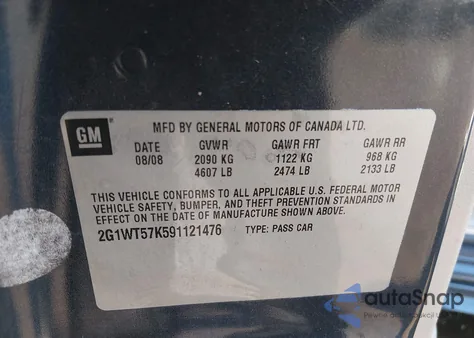 GM
MFD BY GENERAL MOTORS OF CANADA LTD.
DATE GVWR GAWR FRT GAWR RR
08/08 2090 KG 1122 KG 968 KG
4607 LB 2474 LB 2133 LB
THIS VEHICLE CONFORMS TO ALL APPLICABLE U.S. FEDERAL MOTOR
VEHICLE SAFETY, BUMPER, AND THEFT PREVENTION STANDARDS IN
EFFECT ON THE DATE OF MANUFACTURE SHOWN ABOVE.
2G1WT57K591121476 TYPE: PASS CAR
autoSnap